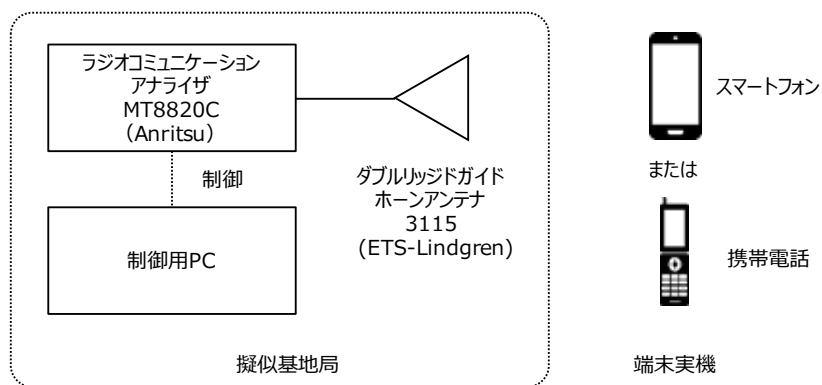 ラジオコミュニケーション
アナライザ
MT8820C
(Anritsu)
制御
制御用PC
ダブルリッジドガイド
ホーンアンテナ
3115
(ETS-Lindgren)
擬似基地局
スマートフォン
または
携帯電話
端末実機